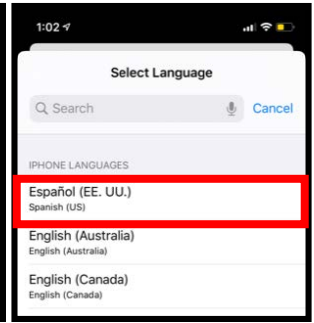 1:02
Select Language
Search
Cancel
IPHONE LANGUAGES
Español (EE. UU.)
Spanish (US)
English (Australia)
English (Australia)
English (Canada)
English (Canada)